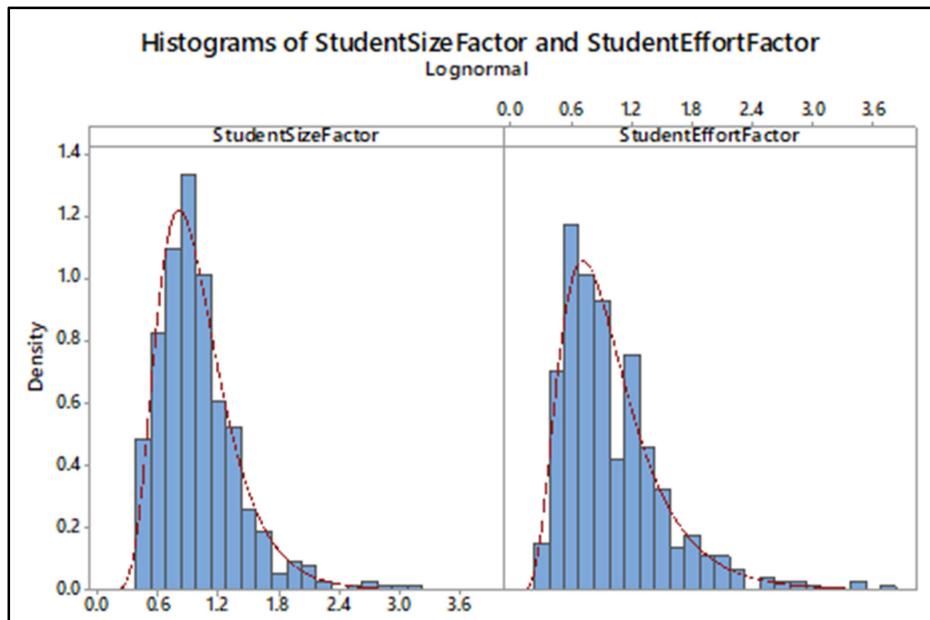 Histograms of StudentSizeFactor and StudentEffortFactor
Lognormal
0.0 0.6 1.2 1.8 2.4 3.0 3.6
StudentSizeFactor StudentEffortFactor
1.4
1.2
1.0
0.8
0.6
0.4
0.2
0.0
Density
0.0 0.6 1.2 1.8 2.4 3.0 3.6